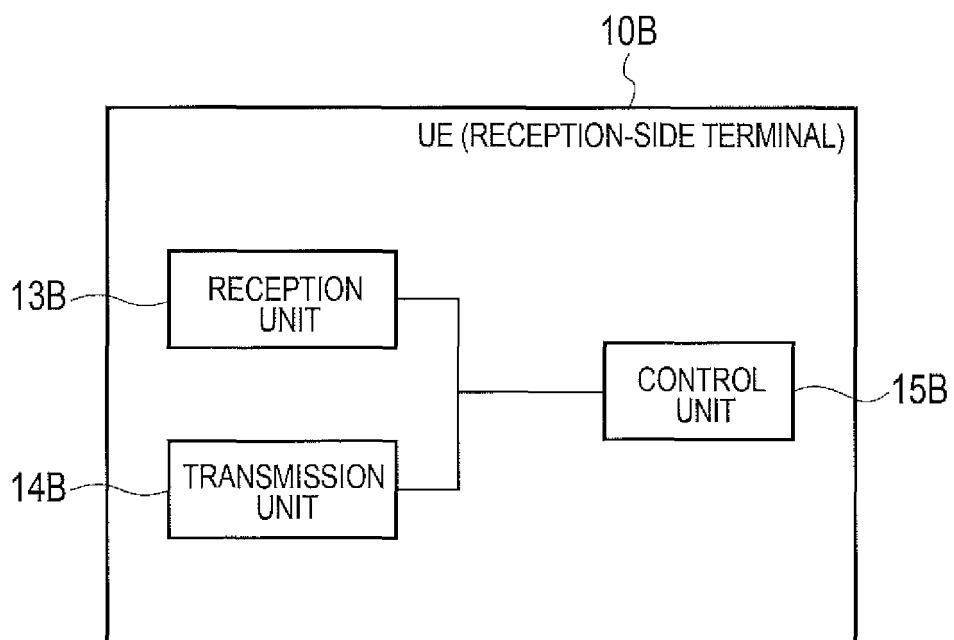 10B
UE (RECEPTION-SIDE TERMINAL)
13B
RECEPTION
UNIT
CONTROL
UNIT
15B
14B
TRANSMISSION
UNIT